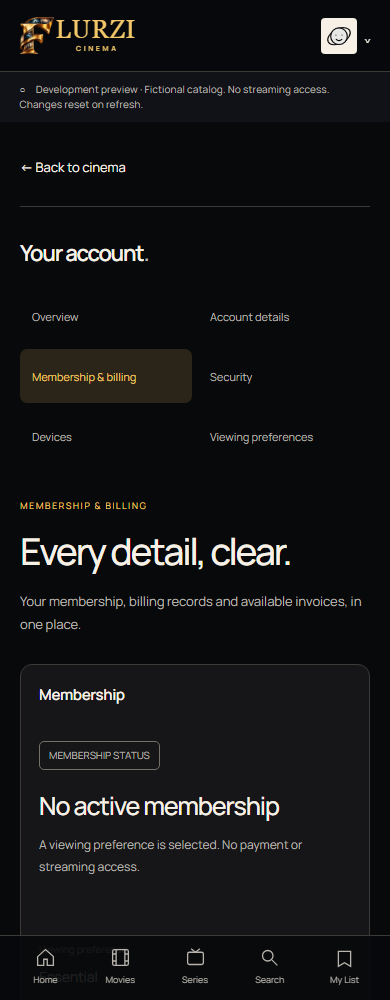 FLURZI
CINEMA
Development preview · Fictional catalog. No streaming access.
Changes reset on refresh.
← Back to cinema
Your account.
Overview
Account details
Membership & billing
Security
Devices
Viewing preferences
MEMBERSHIP & BILLING
Every detail, clear.
Your membership, billing records and available invoices, in
one place.
Membership
MEMBERSHIP STATUS
No active membership
A viewing preference is selected. No payment or
streaming access.
Essential
Home
Movies
Series
Search
My List